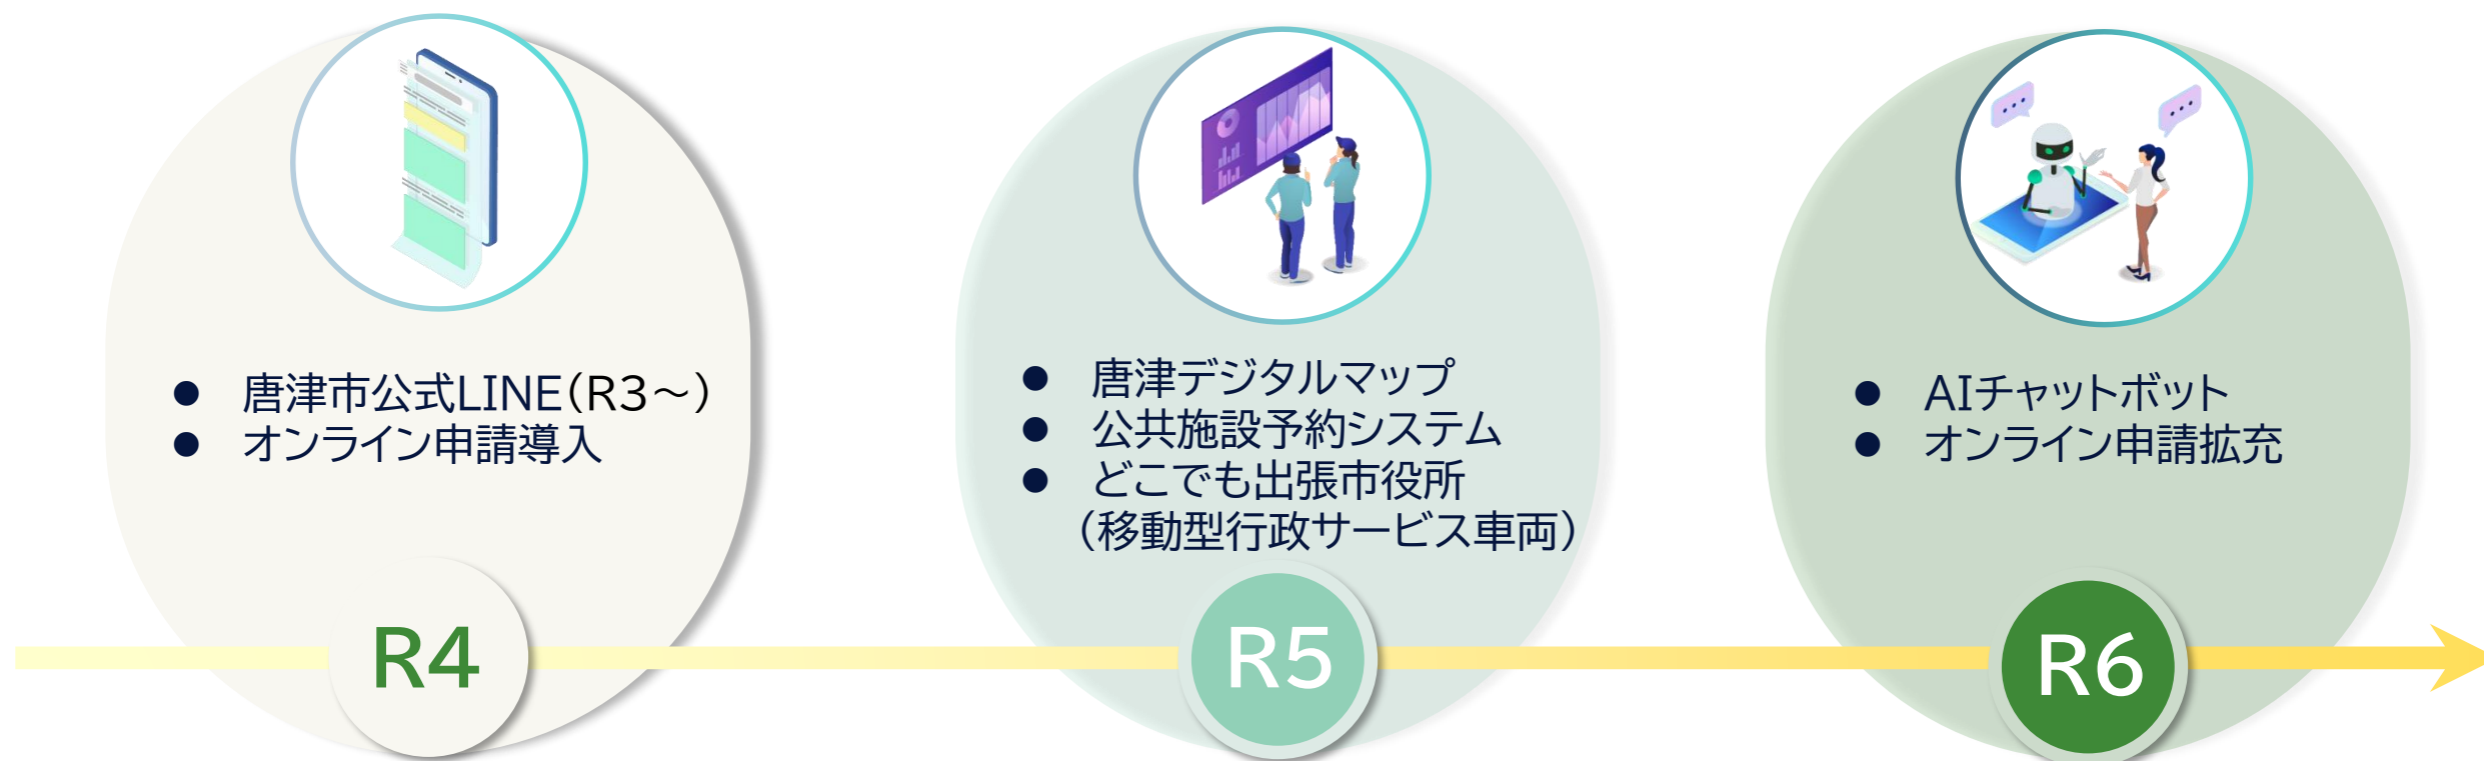 ● 唐津市公式LINE(R3～)
● オンライン申請導入
R4
● 唐津デジタルマップ
● 公共施設予約システム
● どこでも出張市役所
(移動型行政サービス車両)
R5
● AIチャットボット
● オンライン申請拡充
R6